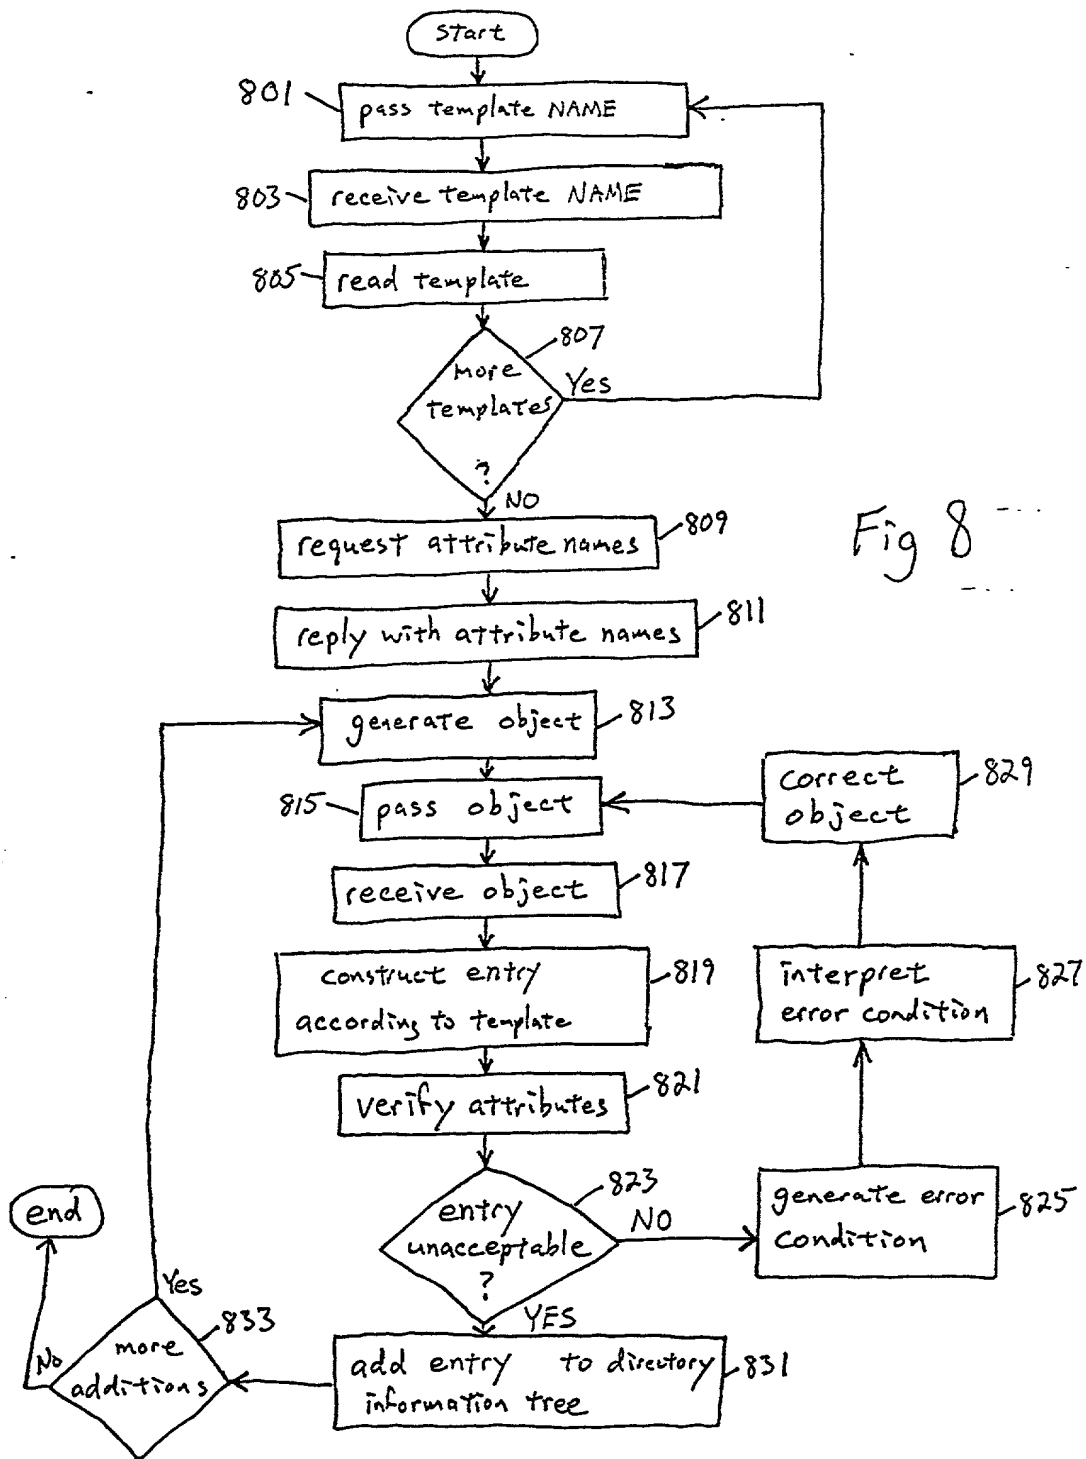 start
801
pass template NAME
803
receive template NAME
805
read template
807
more
templates
?
Yes
NO
request attribute names
809
Fig 8
reply with attribute names
811
generate object
813
815
pass object
correct
object
829
receive object
817
construct entry
according to template
819
interpret
error condition
827
verify attributes
821
entry
unacceptable
?
823
NO
generate error
condition
825
YES
end
Yes
833
more
additions
No
add entry to directory
information tree
831